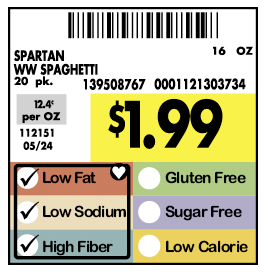 16 OZ
SPARTAN
WW SPAGHETTI
20 pk. 139508767 0001121303734
12.4¢
per OZ
$1.99
112151
05/24
Low Fat Gluten Free
Low Sodium Sugar Free
High Fiber Low Calorie